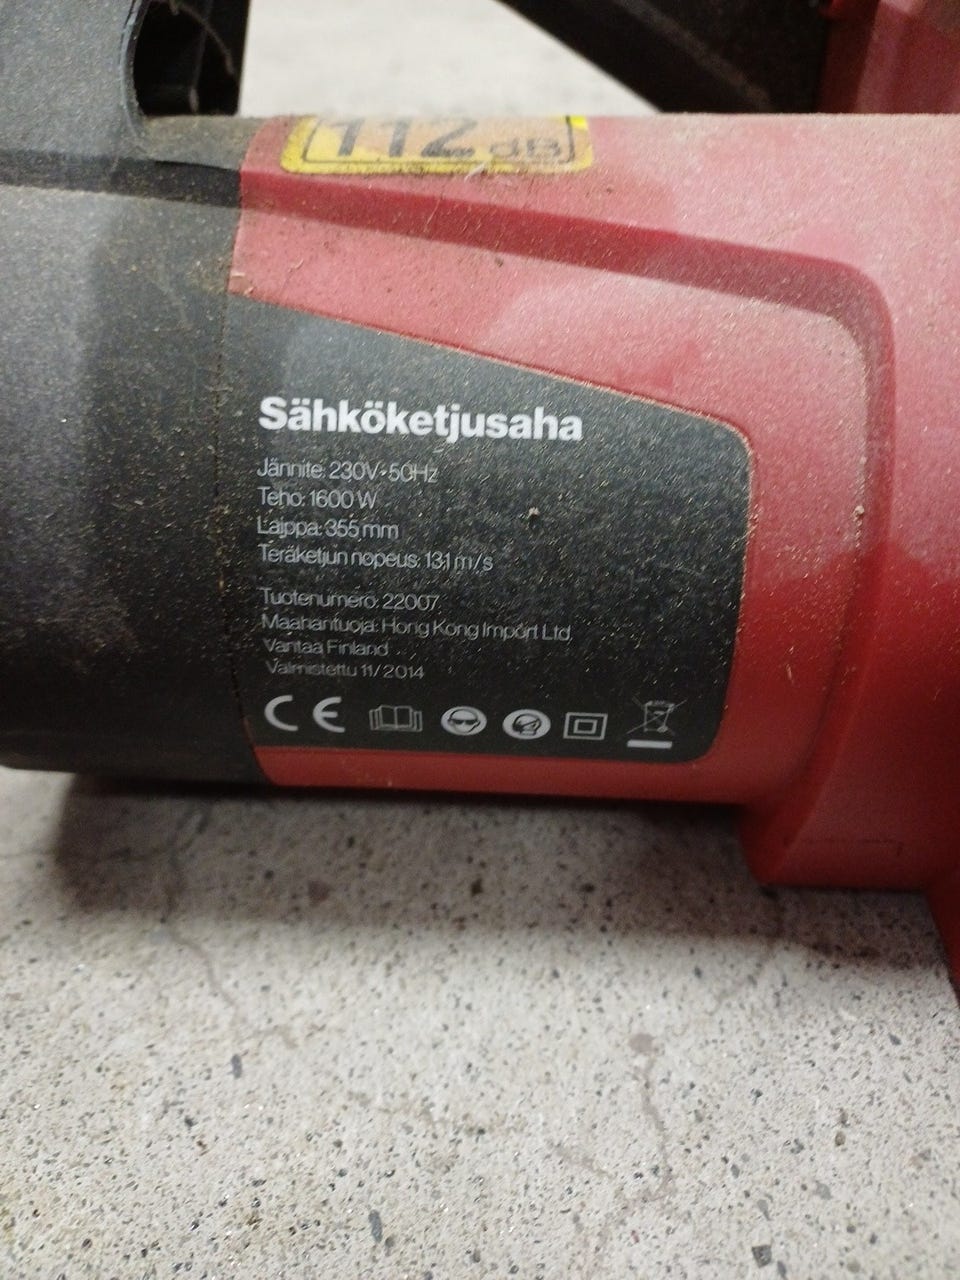 112 dB
Sähköketjusaha
Jännite: 230V~50Hz
Teho: 1600 W
Laippa: 355 mm
Teräketjun nopeus: 13.1 m/s
Tuotenumero: 22007
Maahantuoja: Hong Kong Import Ltd.
Vantaa Finland
Valmistettu 11/2014
CE